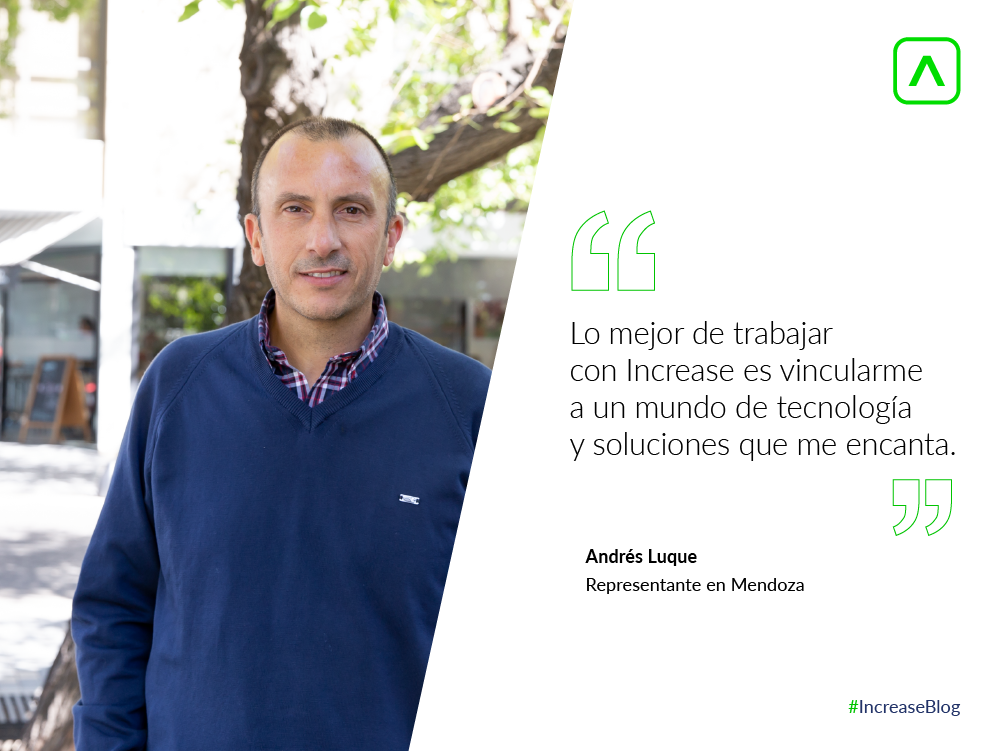 Lo mejor de trabajar
con Increase es vincularme
a un mundo de tecnología
y soluciones que me encanta.
Andrés Luque
Representante en Mendoza
#IncreaseBlog